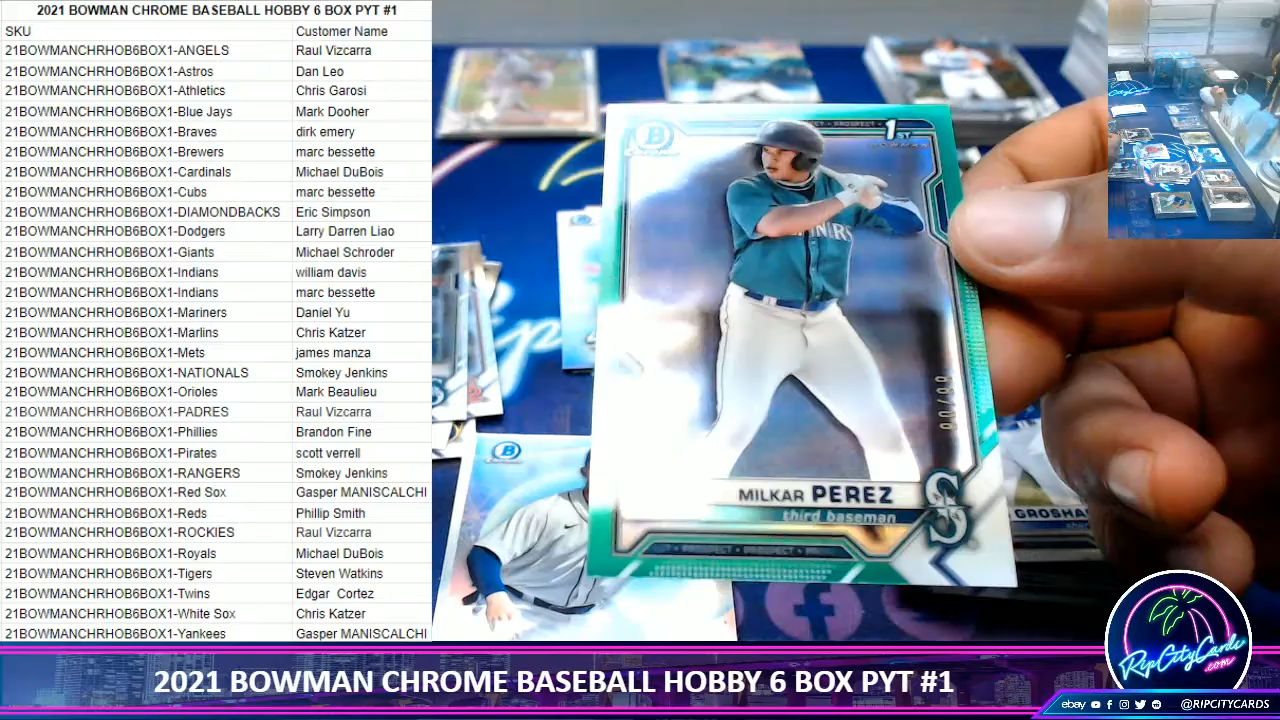 2021 BOWMAN CHROME BASEBALL HOBBY 6 BOX PYT #1
SKU Customer Name
21BOWMANCHRHOB6BOX1-ANGELS Raul Vizcarra
21BOWMANCHRHOB6BOX1-Astros Dan Leo
21BOWMANCHRHOB6BOX1-Athletics Chris Garosi
21BOWMANCHRHOB6BOX1-Blue Jays Mark Dooher
21BOWMANCHRHOB6BOX1-Braves dirk emery
21BOWMANCHRHOB6BOX1-Brewers marc bessette
21BOWMANCHRHOB6BOX1-Cardinals Michael DuBois
21BOWMANCHRHOB6BOX1-Cubs marc bessette
21BOWMANCHRHOB6BOX1-DIAMONDBACKS Eric Simpson
21BOWMANCHRHOB6BOX1-Dodgers Larry Darren Liao
21BOWMANCHRHOB6BOX1-Giants Michael Schroder
21BOWMANCHRHOB6BOX1-Indians william davis
21BOWMANCHRHOB6BOX1-Indians marc bessette
21BOWMANCHRHOB6BOX1-Mariners Daniel Yu
21BOWMANCHRHOB6BOX1-Marlins Chris Katzer
21BOWMANCHRHOB6BOX1-Mets james manza
21BOWMANCHRHOB6BOX1-NATIONALS Smokey Jenkins
21BOWMANCHRHOB6BOX1-Orioles Mark Beaulieu
21BOWMANCHRHOB6BOX1-PADRES Raul Vizcarra
21BOWMANCHRHOB6BOX1-Phillies Brandon Fine
21BOWMANCHRHOB6BOX1-Pirates scott verrell
21BOWMANCHRHOB6BOX1-RANGERS Smokey Jenkins
21BOWMANCHRHOB6BOX1-Red Sox Gasper MANISCALCHI
21BOWMANCHRHOB6BOX1-Reds Phillip Smith
21BOWMANCHRHOB6BOX1-ROCKIES Raul Vizcarra
21BOWMANCHRHOB6BOX1-Royals Michael DuBois
21BOWMANCHRHOB6BOX1-Tigers Steven Watkins
21BOWMANCHRHOB6BOX1-Twins Edgar Cortez
21BOWMANCHRHOB6BOX1-White Sox Chris Katzer
21BOWMANCHRHOB6BOX1-Yankees Gasper MANISCALCHI
1ST
MILKAR PEREZ
third baseman
S
GROSHA
RipCityCards
.com
2021 BOWMAN CHROME BASEBALL HOBBY 6 BOX PYT #1
ebay @RIPCITYCARDS